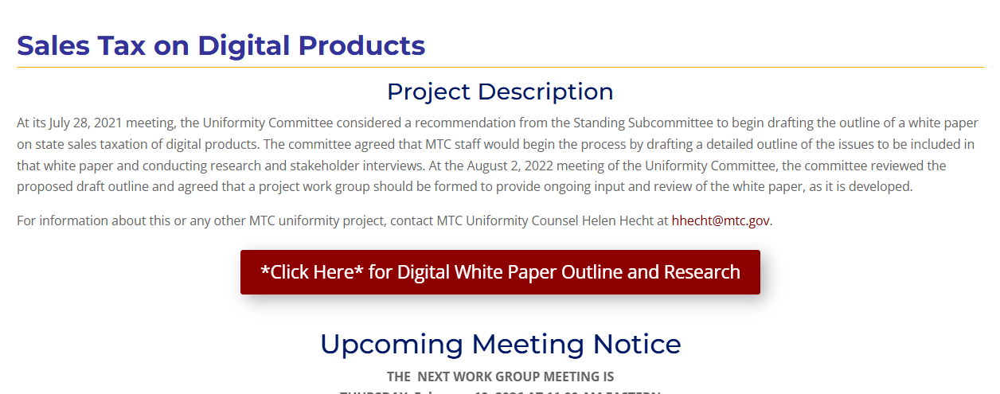 Sales Tax on Digital Products
Project Description
At its July 28, 2021 meeting, the Uniformity Committee considered a recommendation from the Standing Subcommittee to begin drafting the outline of a white paper
on state sales taxation of digital products. The committee agreed that MTC staff would begin the process by drafting a detailed outline of the issues to be included in
that white paper and conducting research and stakeholder interviews. At the August 2, 2022 meeting of the Uniformity Committee, the committee reviewed the
proposed draft outline and agreed that a project work group should be formed to provide ongoing input and review of the white paper, as it is developed.
For information about this or any other MTC uniformity project, contact MTC Uniformity Counsel Helen Hecht at hhecht@mtc.gov.
*Click Here* for Digital White Paper Outline and Research
Upcoming Meeting Notice
THE NEXT WORK GROUP MEETING IS
THURSDAY, AT EASTERN